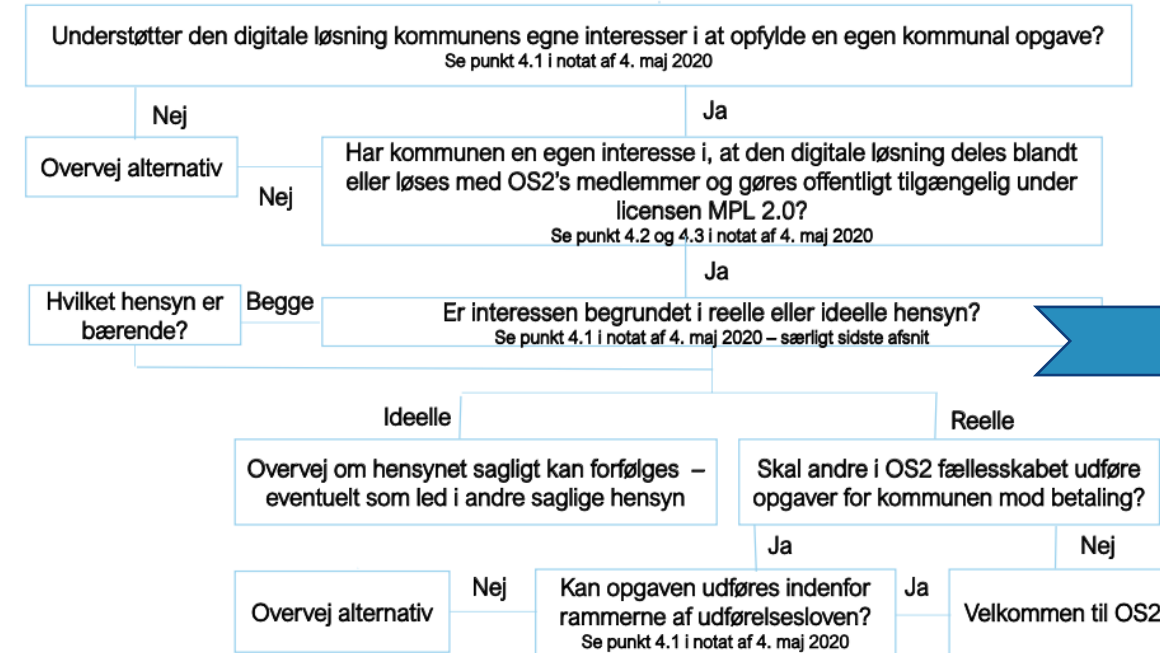 Understøtter den digitale løsning kommunens egne interesser i at opfylde en egen kommunal opgave?
Se punkt 4.1 i notat af 4. maj 2020
Nej
Ja
Overvej alternativ
Nej
Har kommunen en egen interesse i, at den digitale løsning deles blandt
eller løses med OS2's medlemmer og gøres offentligt tilgængelig under
licensen MPL 2.0?
Se punkt 4.2 og 4.3 i notat af 4. maj 2020
Ja
Hvilket hensyn er
bærende?
Begge
Er interessen begrundet i reelle eller ideelle hensyn?
Se punkt 4.1 i notat af 4. maj 2020 – særligt sidste afsnit
Ideelle
Reelle
Overvej om hensynet sagligt kan forfølges –
eventuelt som led i andre saglige hensyn
Skal andre i OS2 fællesskabet udføre
opgaver for kommunen mod betaling?
Ja
Nej
Overvej alternativ
Nej
Kan opgaven udføres indenfor
rammerne af udførelsesloven?
Se punkt 4.1 i notat af 4. maj 2020
Ja
Velkommen til OS2